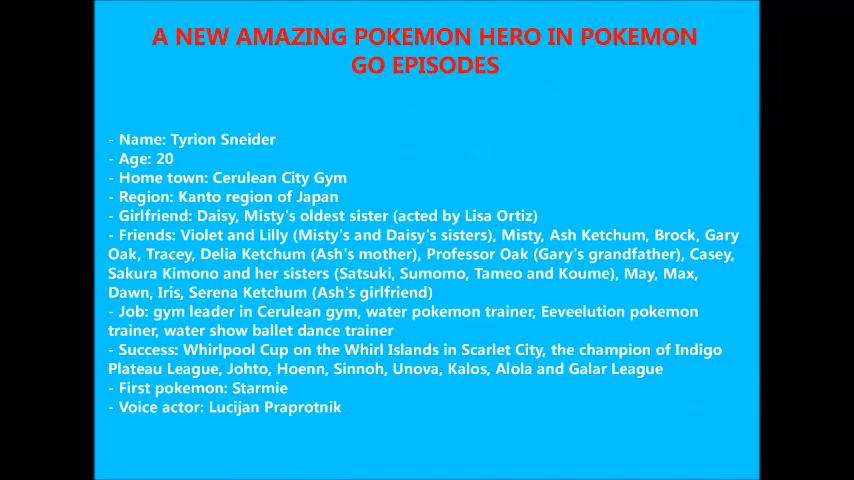 A NEW AMAZING POKEMON HERO IN POKEMON
GO EPISODES
- Name: Tyrion Sneider
- Age: 20
- Home town: Cerulean City Gym
- Region: Kanto region of Japan
- Girlfriend: Daisy, Misty's oldest sister (acted by Lisa Ortiz)
- Friends: Violet and Lilly (Misty's and Daisy's sisters), Misty, Ash Ketchum, Brock, Gary
Oak, Tracey, Delia Ketchum (Ash's mother), Professor Oak (Gary's grandfather), Casey,
Sakura Kimono and her sisters (Satsuki, Sumomo, Tameo and Koume), May, Max,
Dawn, Iris, Serena Ketchum (Ash's girlfriend)
- Job: gym leader in Cerulean gym, water pokemon trainer, Eeveelution pokemon
trainer, water show ballet dance trainer
- Success: Whirlpool Cup on the Whirl Islands in Scarlet City, the champion of Indigo
Plateau League, Johto, Hoenn, Sinnoh, Unova, Kalos, Alola and Galar League
- First pokemon: Starmie
- Voice actor: Lucijan Praprotnik